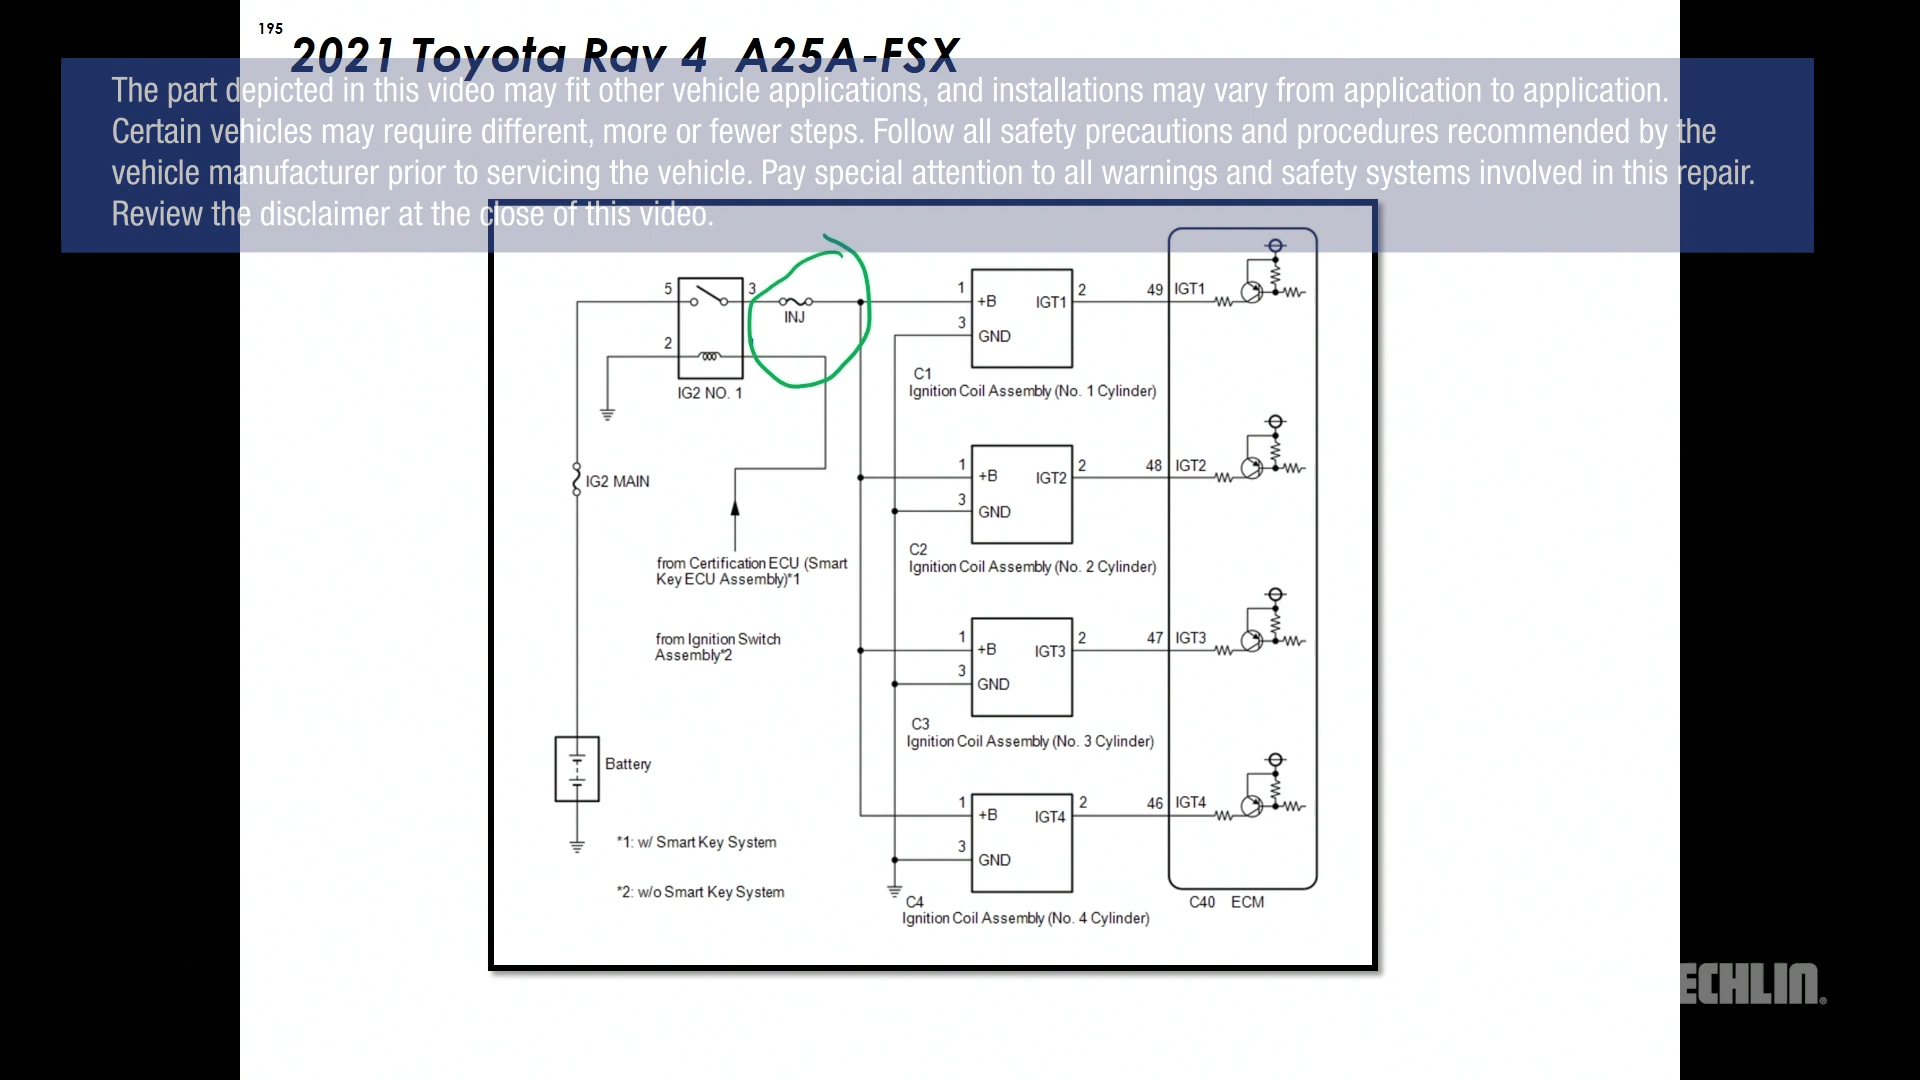 195
2021 Toyota Rav 4 A25A-FSX
The part depicted in this video may fit other vehicle applications, and installations may vary from application to application.
Certain vehicles may require different, more or fewer steps. Follow all safety precautions and procedures recommended by the
vehicle manufacturer prior to servicing the vehicle. Pay special attention to all warnings and safety systems involved in this repair.
Review the disclaimer at the close of this video.
5
3
INJ
2
IG2 NO. 1
IG2 MAIN
from Certification ECU (Smart
Key ECU Assembly)*1
from Ignition Switch
Assembly*2
Battery
*1: w/ Smart Key System
*2: w/o Smart Key System
1 +B IGT1 2 49 IGT1
3 GND
C1
Ignition Coil Assembly (No. 1 Cylinder)
1 +B IGT2 2 48 IGT2
3 GND
C2
Ignition Coil Assembly (No. 2 Cylinder)
1 +B IGT3 2 47 IGT3
3 GND
C3
Ignition Coil Assembly (No. 3 Cylinder)
1 +B IGT4 2 46 IGT4
3 GND
C4
Ignition Coil Assembly (No. 4 Cylinder)
C40 ECM
ECHLIN®